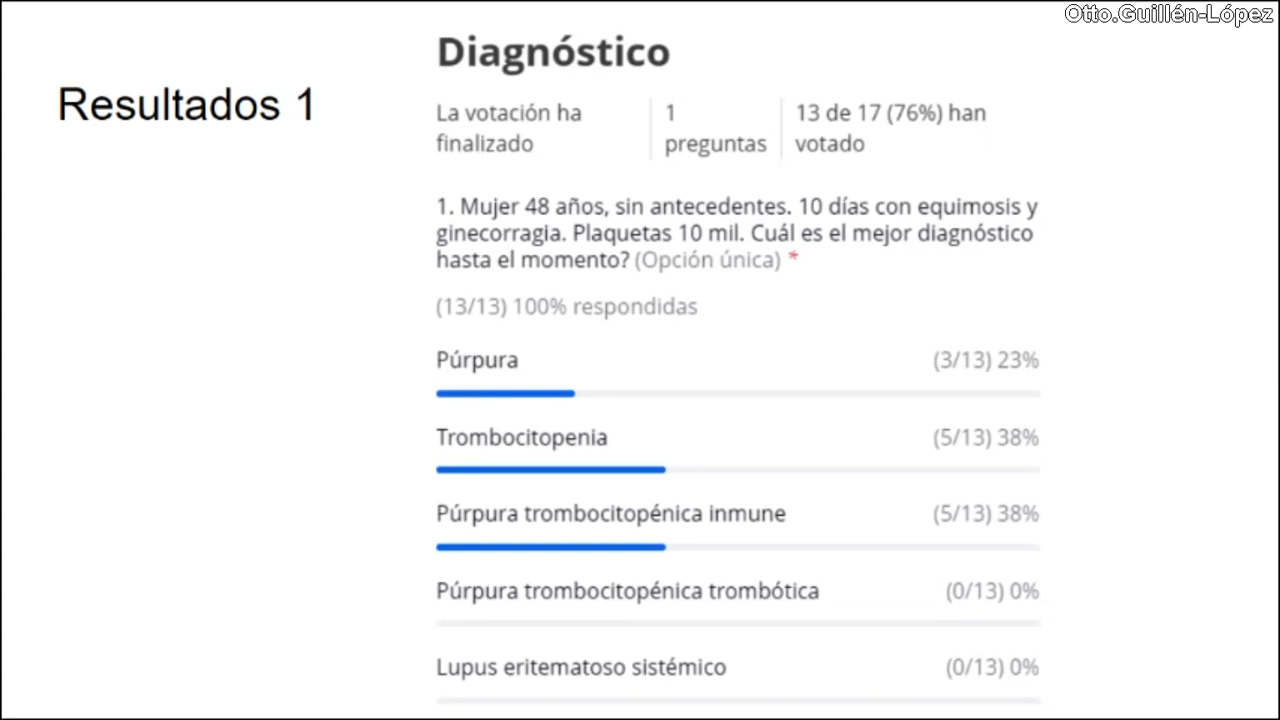 Otto.Guillén-López
Diagnóstico
Resultados 1
La votación ha
finalizado
1
preguntas
13 de 17 (76%) han
votado
1. Mujer 48 años, sin antecedentes. 10 días con equimosis y
ginecorragia. Plaquetas 10 mil. Cuál es el mejor diagnóstico
hasta el momento? (Opción única) *
(13/13) 100% respondidas
Púrpura (3/13) 23%
Trombocitopenia (5/13) 38%
Púrpura trombocitopénica inmune (5/13) 38%
Púrpura trombocitopénica trombótica (0/13) 0%
Lupus eritematoso sistémico (0/13) 0%